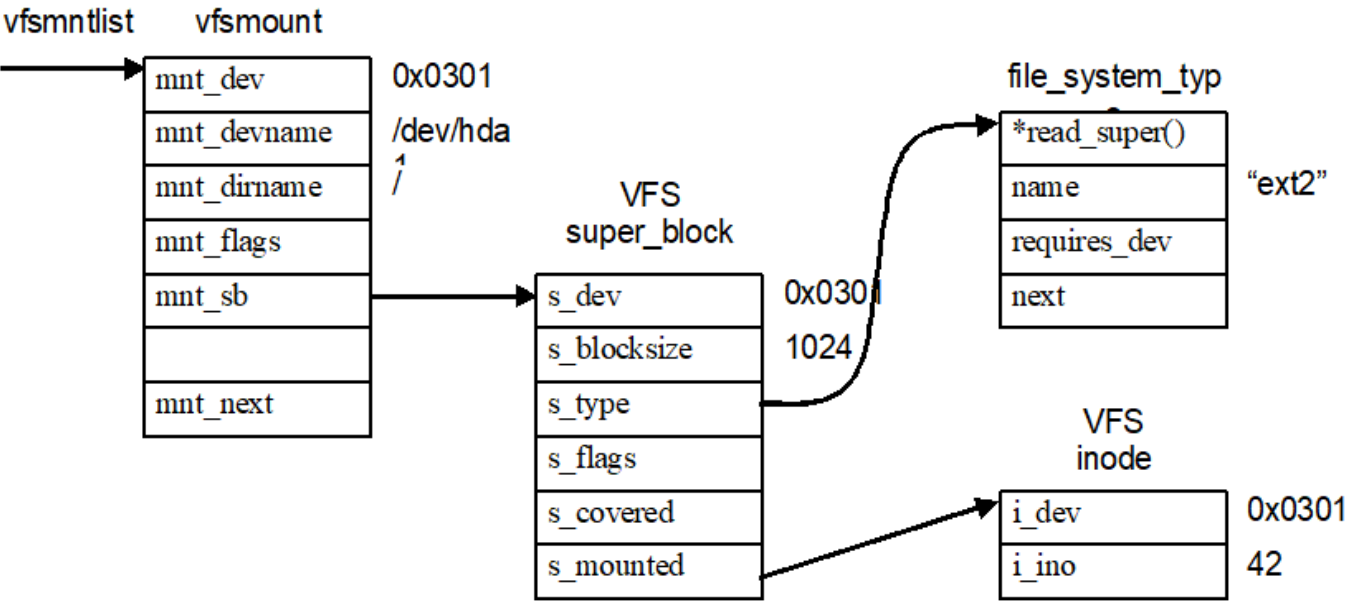 vfsmntlist
vfsmount
mnt_dev
0x0301
mnt_devname
/dev/hda
1
mnt_dirname
/
mnt_flags
mnt_sb
mnt_next
VFS
super_block
s_dev
0x0301
s_blocksize
1024
s_type
s_flags
s_covered
s_mounted
file_system_typ
*read_super()
name
“ext2”
requires_dev
next
VFS
inode
i_dev
0x0301
i_ino
42